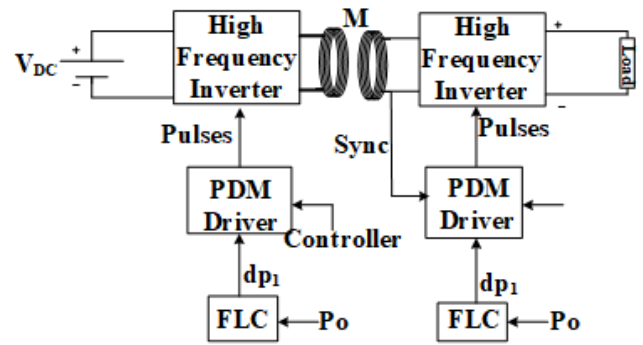 High
Frequency
Inverter
M
High
Frequency
Inverter
+
V_DC
-
+
-
Load
Pulses
Sync
Pulses
PDM
Driver
Controller
PDM
Driver
dp₁
dp₁
FLC
Po
FLC
Po